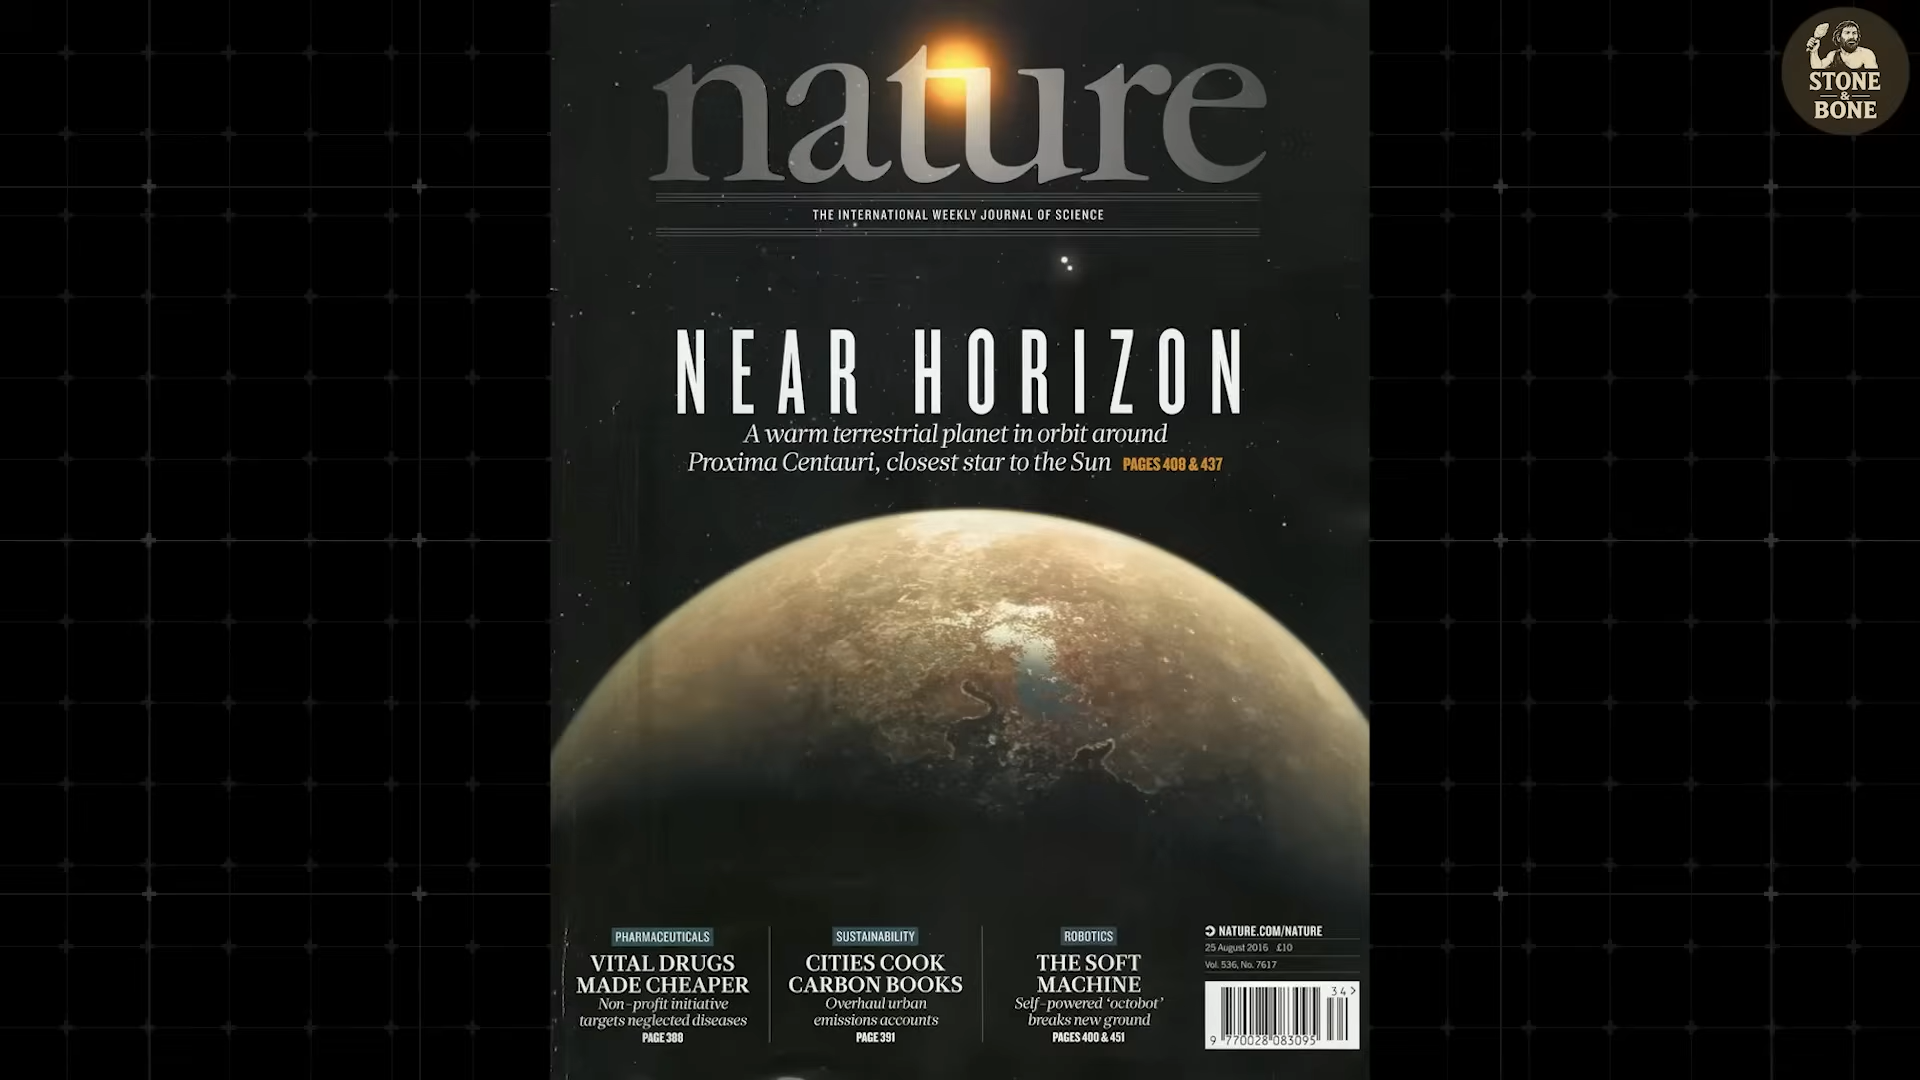 nature
THE INTERNATIONAL WEEKLY JOURNAL OF SCIENCE
NEAR HORIZON
A warm terrestrial planet in orbit around
Proxima Centauri, closest star to the Sun PAGES 408 & 437
PHARMACEUTICALS
VITAL DRUGS
MADE CHEAPER
Non-profit initiative
targets neglected diseases
PAGE 388
SUSTAINABILITY
CITIES COOK
CARBON BOOKS
Overhaul urban
emissions accounts
PAGE 391
ROBOTICS
THE SOFT
MACHINE
Self-powered ‘octobot’
breaks new ground
PAGES 400 & 451
NATURE.COM/NATURE
25 August 2016 £10
Vol. 536, No. 7617
34>
9 770028 083095
STONE
&
BONE